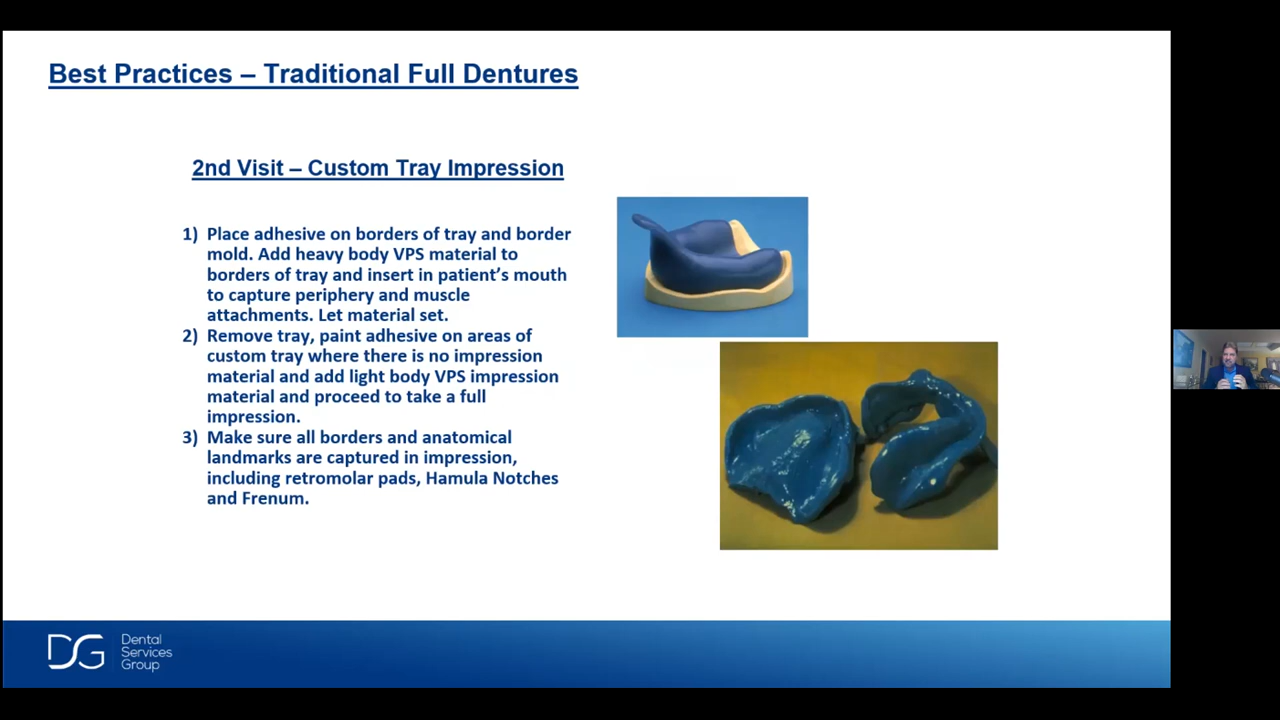 Best Practices – Traditional Full Dentures
2nd Visit – Custom Tray Impression
1) Place adhesive on borders of tray and border
mold. Add heavy body VPS material to
borders of tray and insert in patient's mouth
to capture periphery and muscle
attachments. Let material set.
2) Remove tray, paint adhesive on areas of
custom tray where there is no impression
material and add light body VPS impression
material and proceed to take a full
impression.
3) Make sure all borders and anatomical
landmarks are captured in impression,
including retromolar pads, Hamula Notches
and Frenum.
DG
Dental
Services
Group